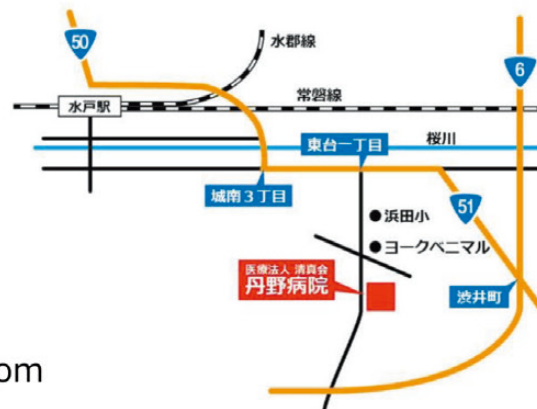 50
水郡線
6
水戸駅
常磐線
東台一丁目
桜川
城南3丁目
51
浜田小
ヨークベニマル
医療法人 清真会
丹野病院
渋井町
om